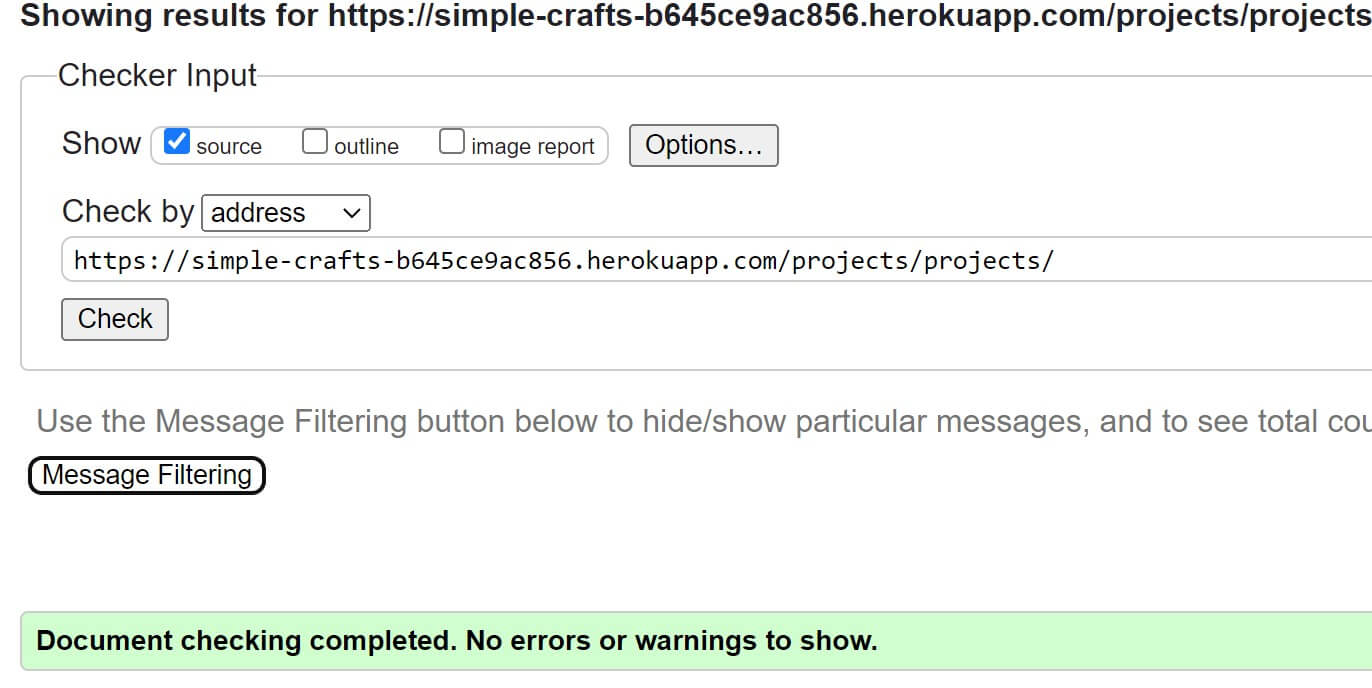 Showing results for https://simple-crafts-b645ce9ac856.herokuapp.com/projects/projects
Checker Input
Show source outline image report Options...
Check by address
https://simple-crafts-b645ce9ac856.herokuapp.com/projects/projects/
Check
Use the Message Filtering button below to hide/show particular messages, and to see total
Message Filtering
Document checking completed. No errors or warnings to show.